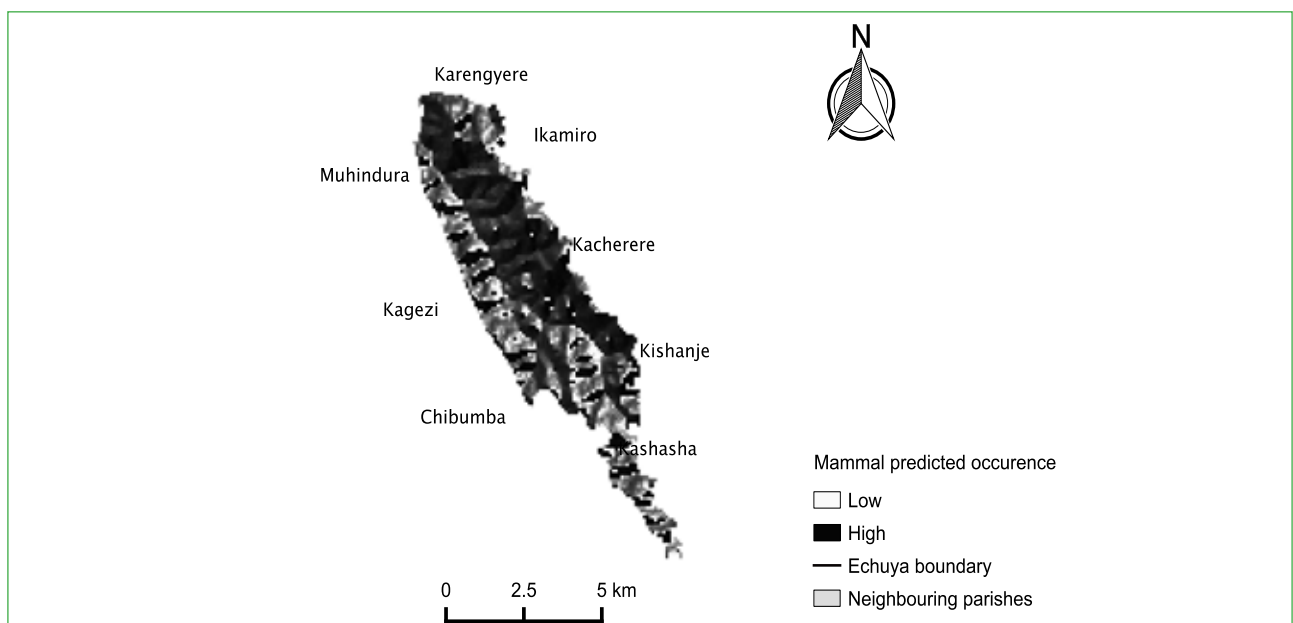 N
Karengyere
Ikamiro
Muhindura
Kacherere
Kagezi
Kishanje
Chibumba
Kashasha
Mammal predicted occurence
Low
High
Echuya boundary
Neighbouring parishes
0 2.5 5 km